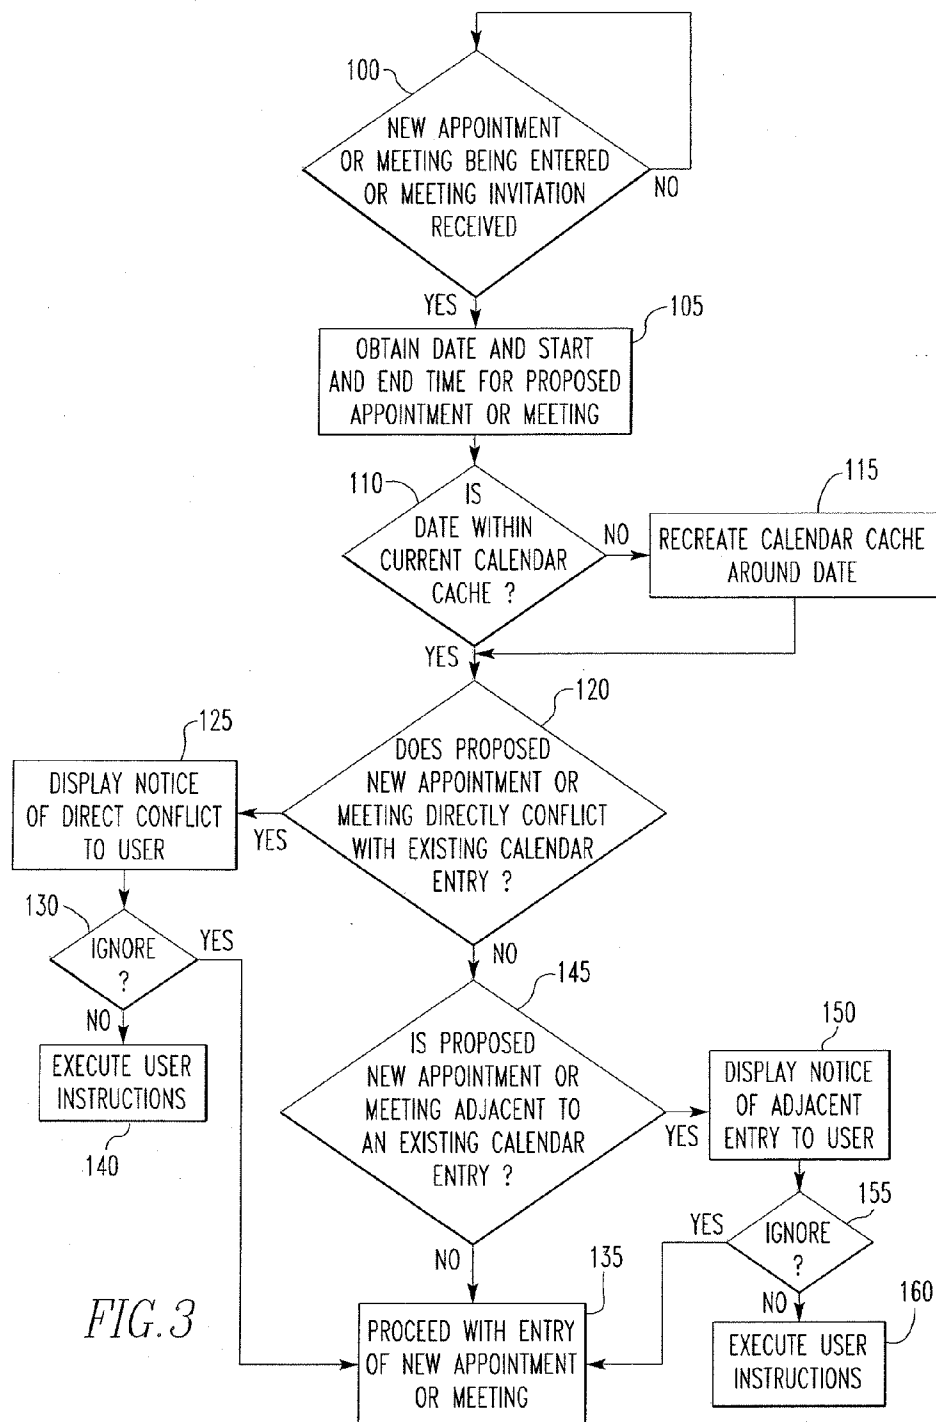 100
NEW APPOINTMENT
OR MEETING BEING ENTERED
OR MEETING INVITATION
RECEIVED
NO
YES
105
OBTAIN DATE AND START
AND END TIME FOR PROPOSED
APPOINTMENT OR MEETING
110
IS
DATE WITHIN
CURRENT CALENDAR
CACHE ?
NO
115
RECREATE CALENDAR CACHE
AROUND DATE
YES
120
DOES PROPOSED
NEW APPOINTMENT OR
MEETING DIRECTLY CONFLICT
WITH EXISTING CALENDAR
ENTRY ?
YES
125
DISPLAY NOTICE
OF DIRECT CONFLICT
TO USER
130
IGNORE
?
YES
NO
EXECUTE USER
INSTRUCTIONS
140
NO
145
IS PROPOSED
NEW APPOINTMENT OR
MEETING ADJACENT TO
AN EXISTING CALENDAR
ENTRY ?
YES
150
DISPLAY NOTICE
OF ADJACENT
ENTRY TO USER
155
IGNORE
?
YES
NO
160
EXECUTE USER
INSTRUCTIONS
NO
135
PROCEED WITH ENTRY
OF NEW APPOINTMENT
OR MEETING
FIG.3